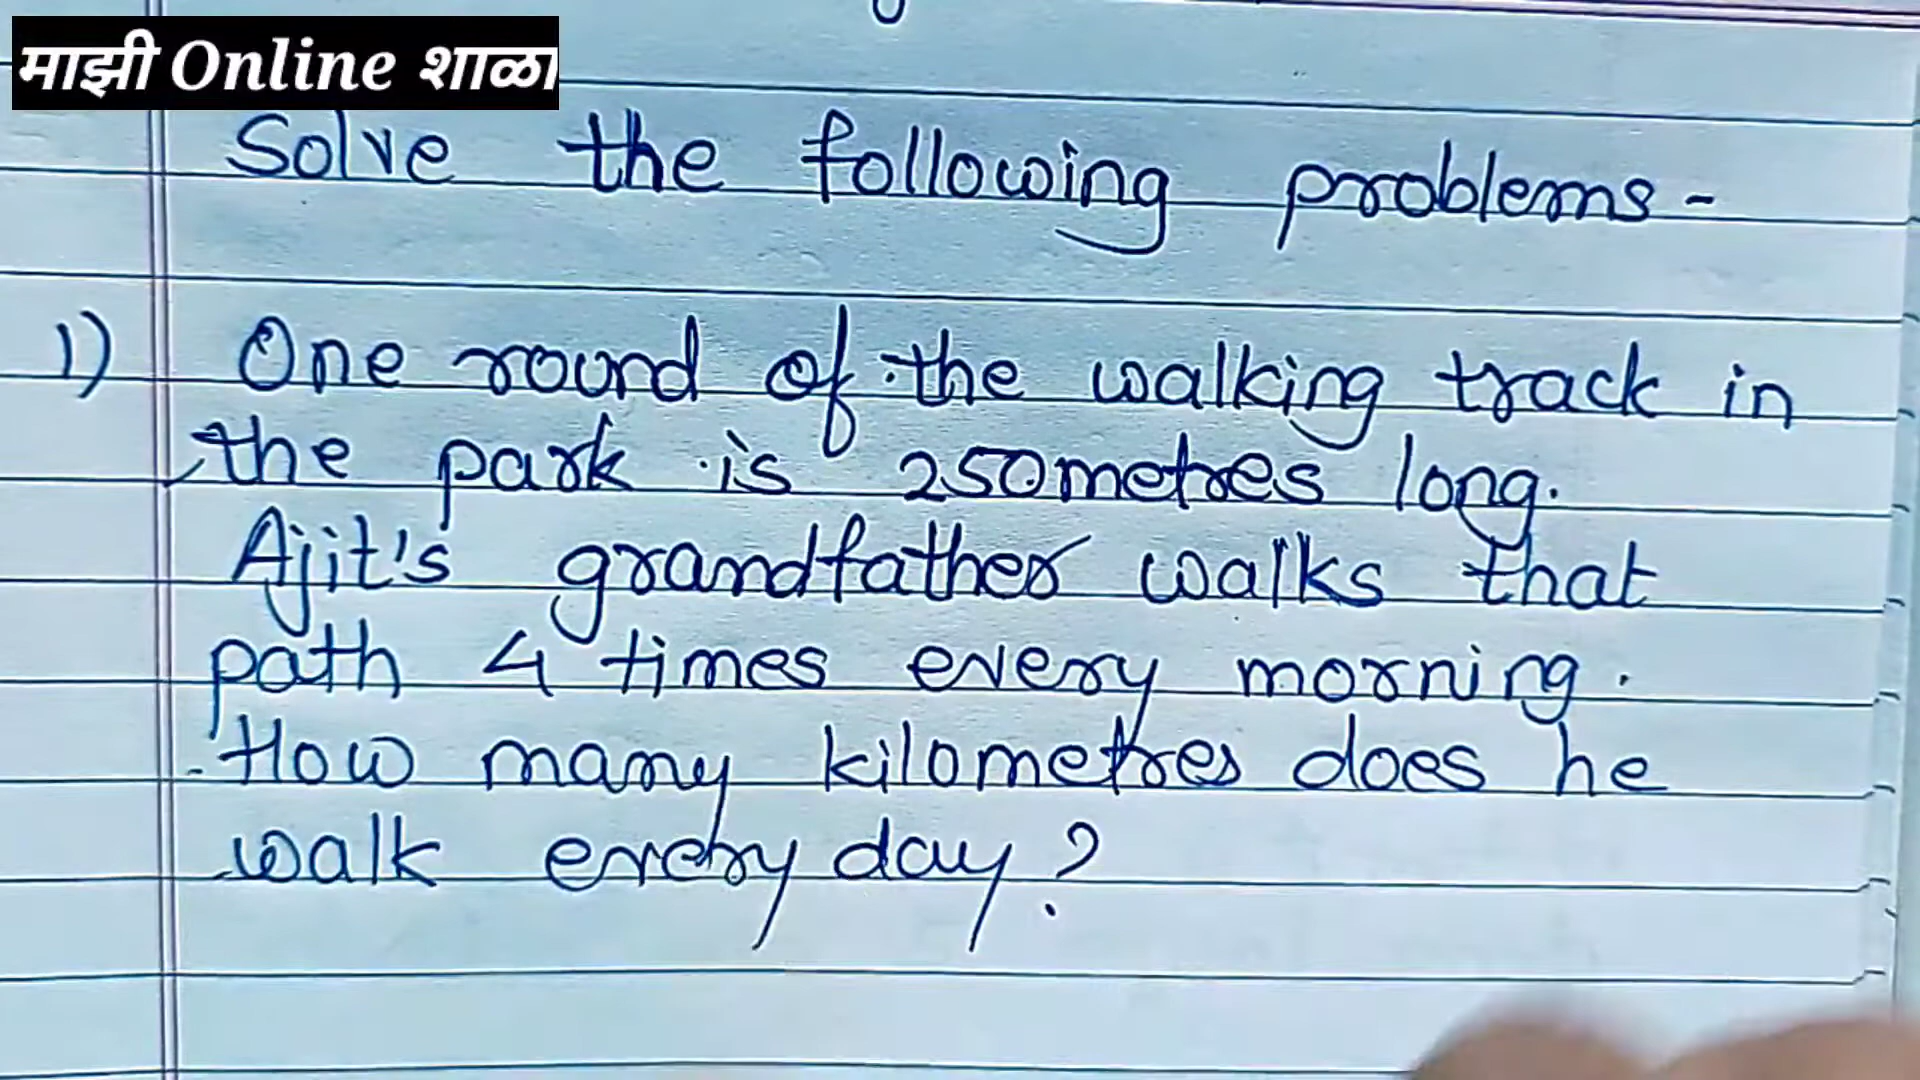 माझी Online शाळा
Solve the following problems -
1) One round of the walking track in
the park is 250metres long.
Ajit's grandfather walks that
path 4 times every morning.
How many kilometres does he
walk every day?